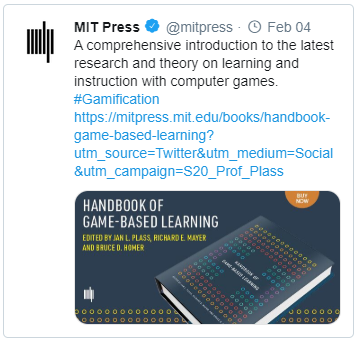 MIT Press @mitpress · Feb 04
A comprehensive introduction to the latest
research and theory on learning and
instruction with computer games.
#Gamification
https://mitpress.mit.edu/books/handbook-
game-based-learning?
utm_source=Twitter&utm_medium=Social
&utm_campaign=S20_Prof_Plass
BUY
NOW
HANDBOOK OF
GAME-BASED LEARNING
EDITED BY JAN L. PLASS, RICHARD E. MAYER
AND BRUCE D. HOMER
HANDBOOK OF
GAME-BASED LEARNING